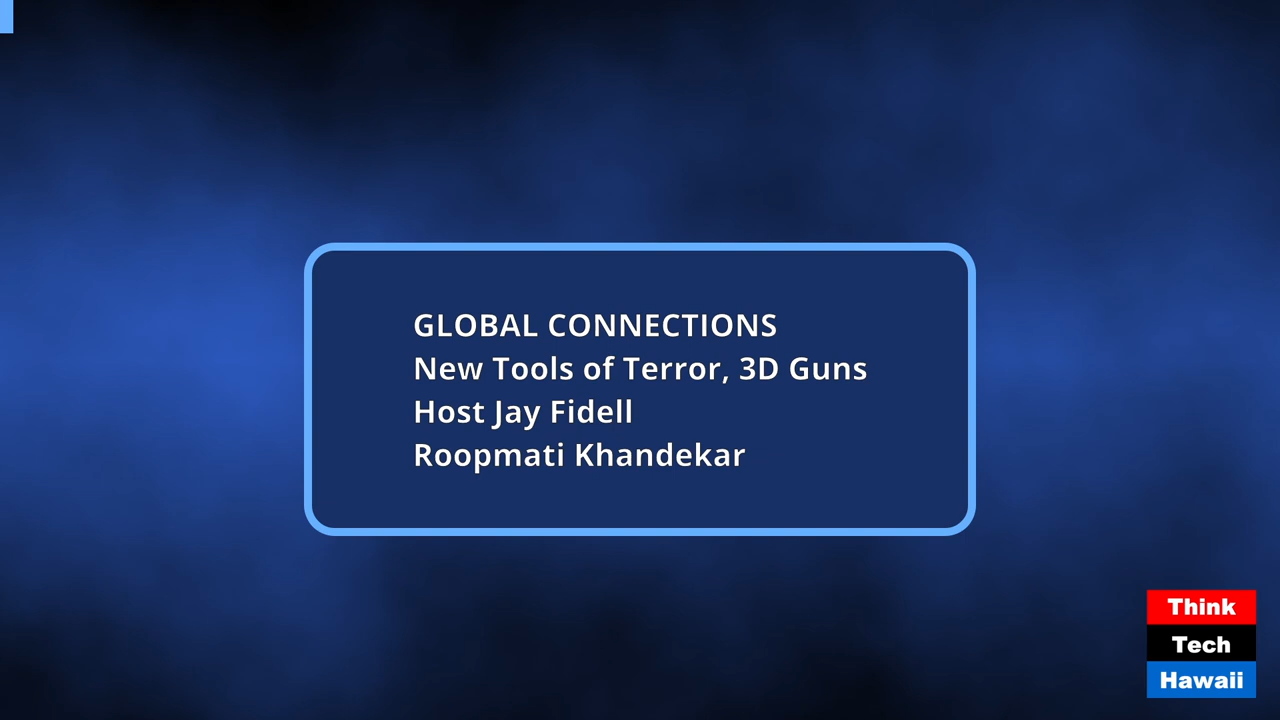 GLOBAL CONNECTIONS
New Tools of Terror, 3D Guns
Host Jay Fidell
Roopmati Khandekar
Think
Tech
Hawaii